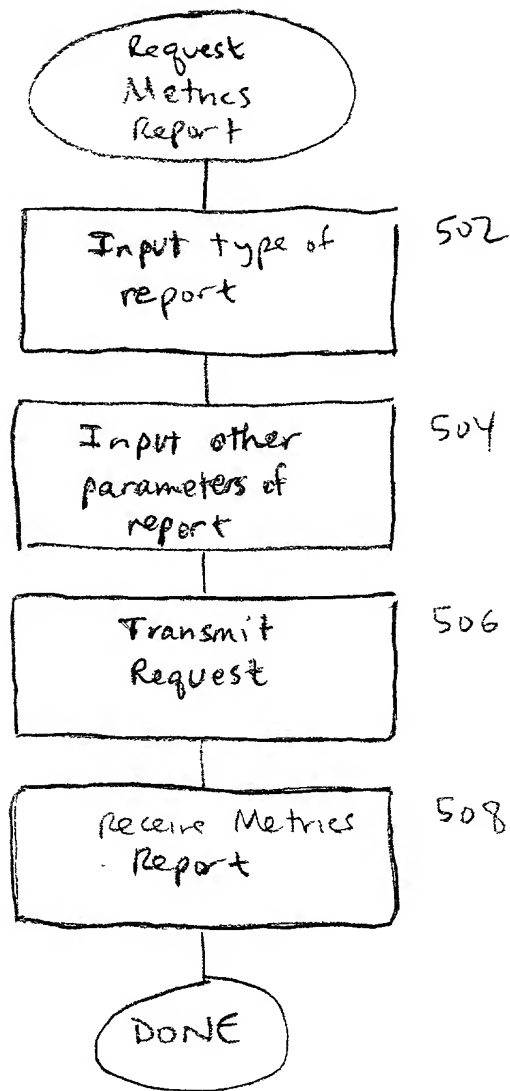 Request
Metrics
Report
Input type of
report
502
Input other
parameters of
report
504
Transmit
Request
506
Receive Metrics
Report
508
DONE